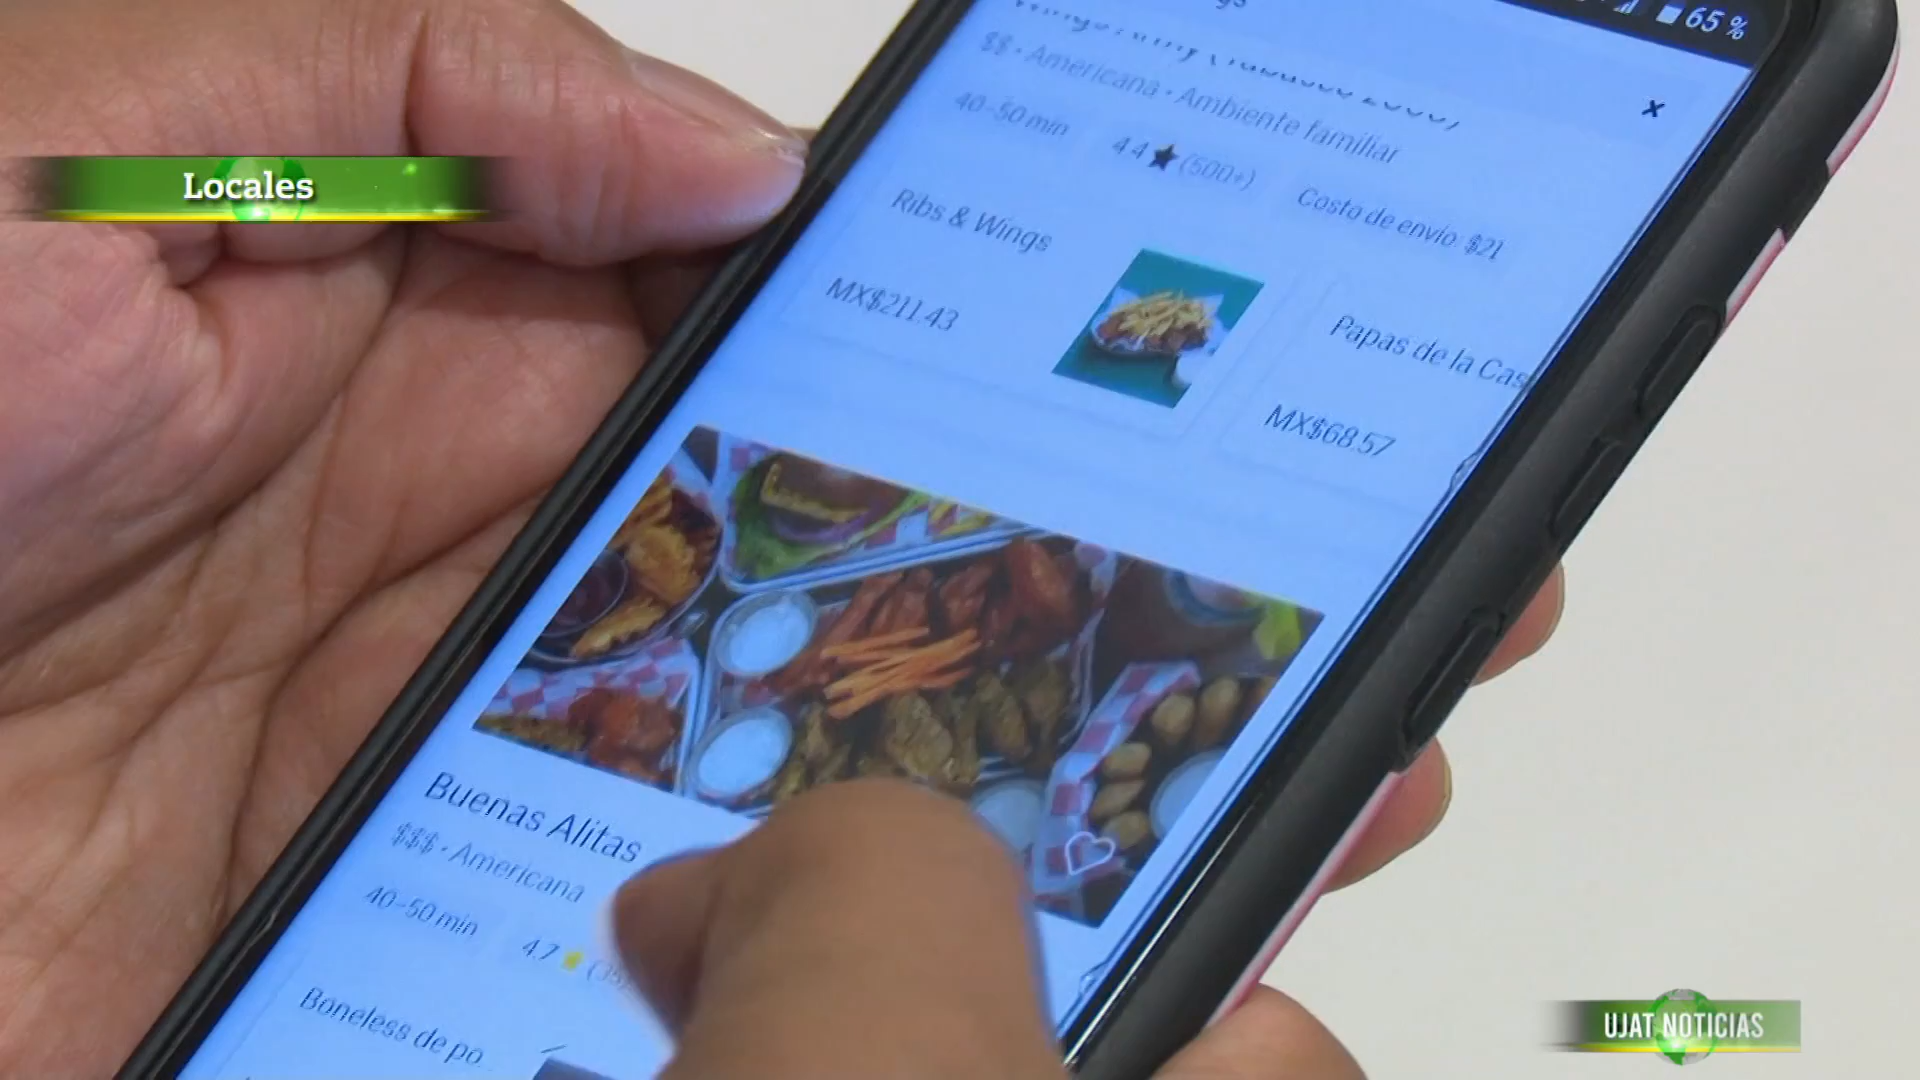 65 %
$$ • Americana • Ambiente familiar
×
40-50 min
4.4 ★ (500+)
Costo de envío: $21
Locales
Ribs & Wings
MX$211.43
Papas de la Cas
MX$68.57
Buenas Alitas
$$$ • Americana
40-50 min
4.7 ★
Boneless de po...
UJAT NOTICIAS